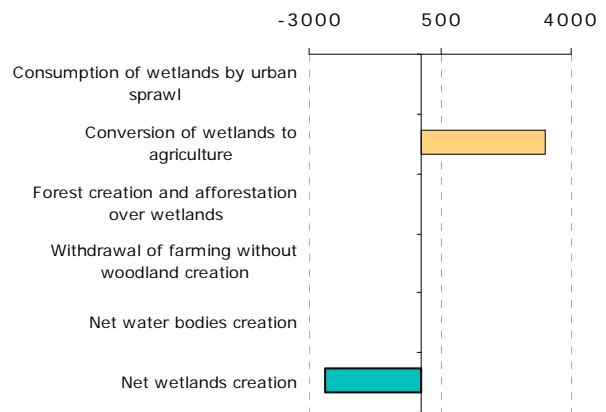 -3000 500 4000
Consumption of wetlands by urban
sprawl
Conversion of wetlands to
agriculture
Forest creation and afforestation
over wetlands
Withdrawal of farming without
woodland creation
Net water bodies creation
Net wetlands creation